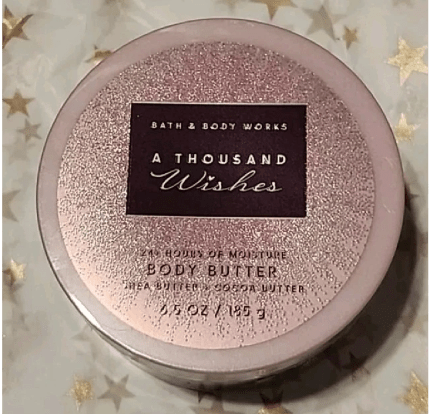 BATH & BODY WORKS
A THOUSAND
Wishes
24+ HOURS OF MOISTURE
BODY BUTTER
SHEA BUTTER + COCOA BUTTER
6.5 OZ / 185 g